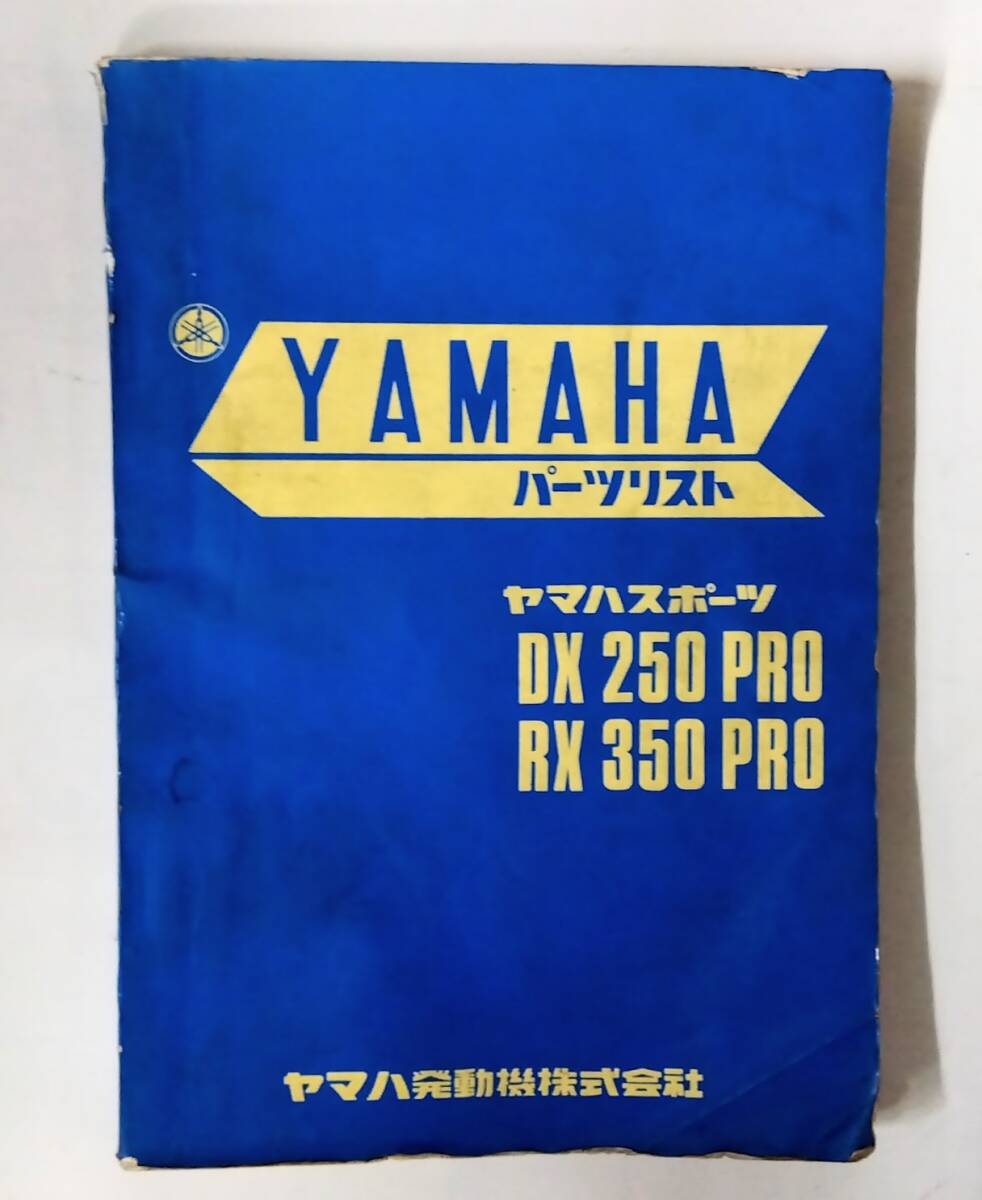 YAMAHA
パーツリスト
ヤマハスポーツ
DX 250 PRO
RX 350 PRO
ヤマハ発動機株式会社